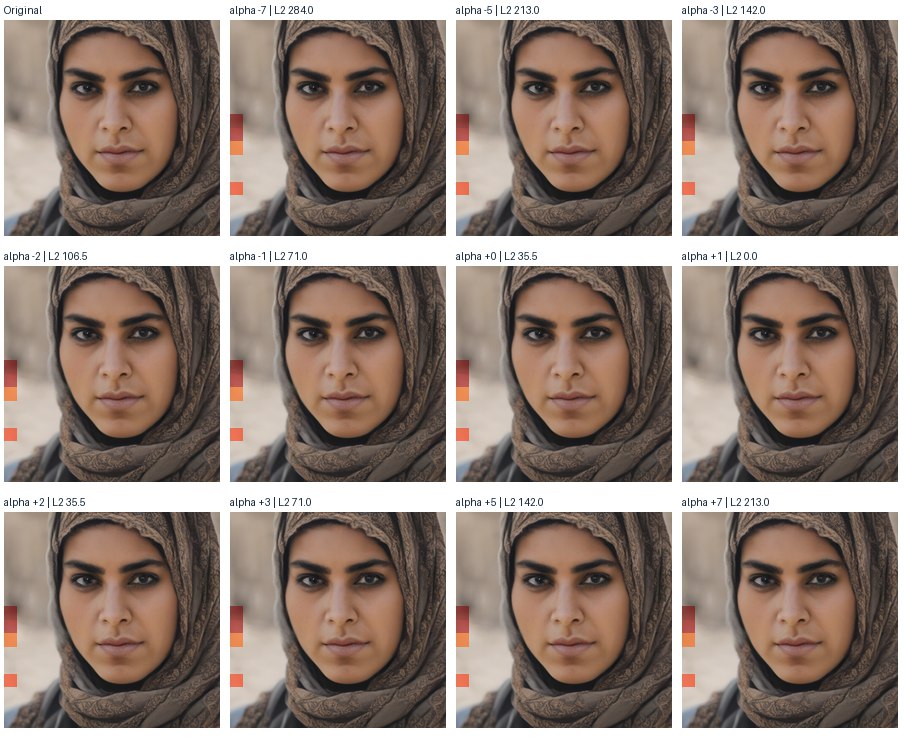 Original
alpha -7 | L2 284.0
alpha -5 | L2 213.0
alpha -3 | L2 142.0
alpha -2 | L2 106.5
alpha -1 | L2 71.0
alpha +0 | L2 35.5
alpha +1 | L2 0.0
alpha +2 | L2 35.5
alpha +3 | L2 71.0
alpha +5 | L2 142.0
alpha +7 | L2 213.0